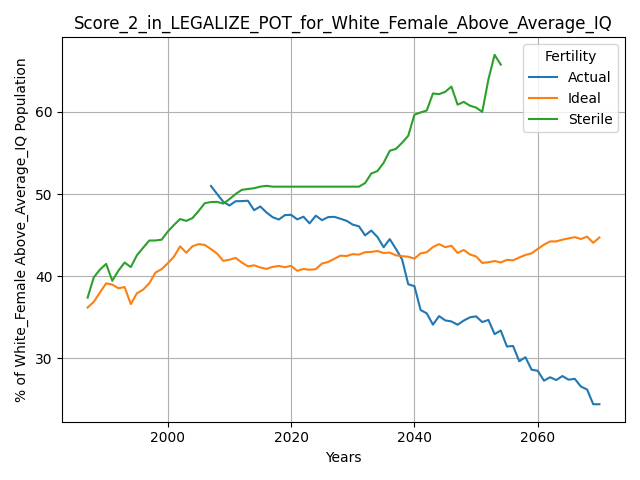 Score_2_in_LEGALIZE_POT_for_White_Female_Above_Average_IQ
% of White_Female Above_Average_IQ Population
60
50
40
30
2000
2020
2040
2060
Years
Fertility
Actual
Ideal
Sterile